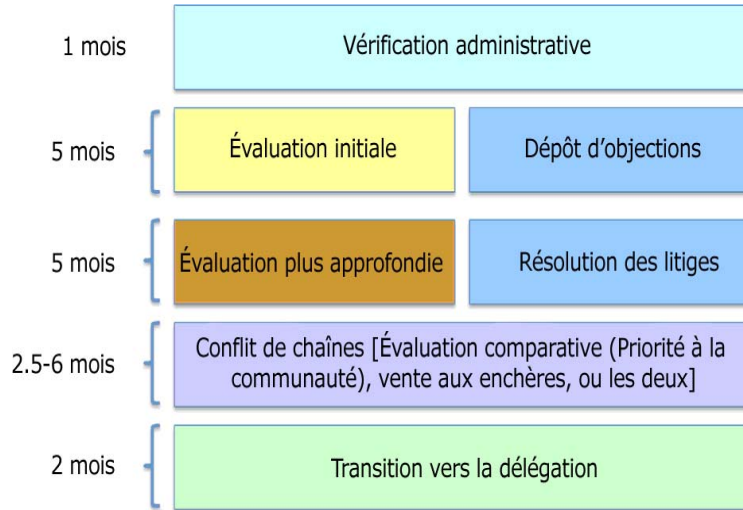 1 mois
Vérification administrative
5 mois
Évaluation initiale
Dépôt d'objections
5 mois
Évaluation plus approfondie
Résolution des litiges
2.5-6 mois
Conflit de chaînes [Évaluation comparative (Priorité à la
communauté), vente aux enchères, ou les deux]
2 mois
Transition vers la délégation